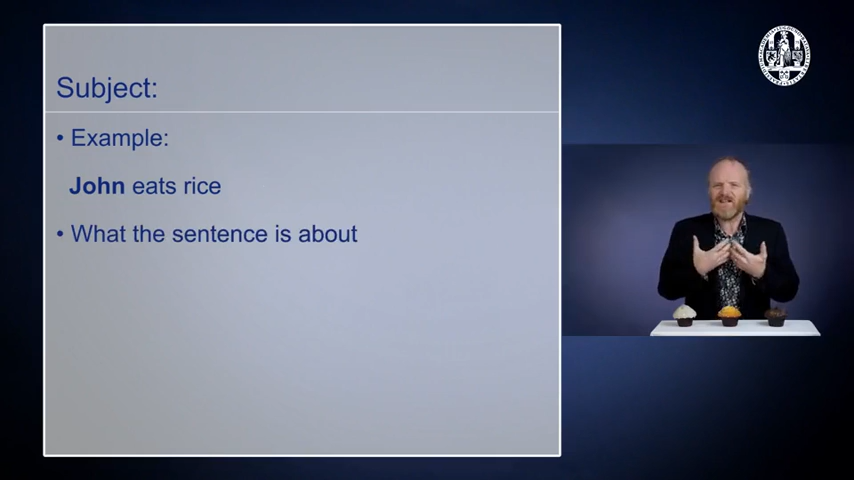 Subject:
• Example:
John eats rice
• What the sentence is about